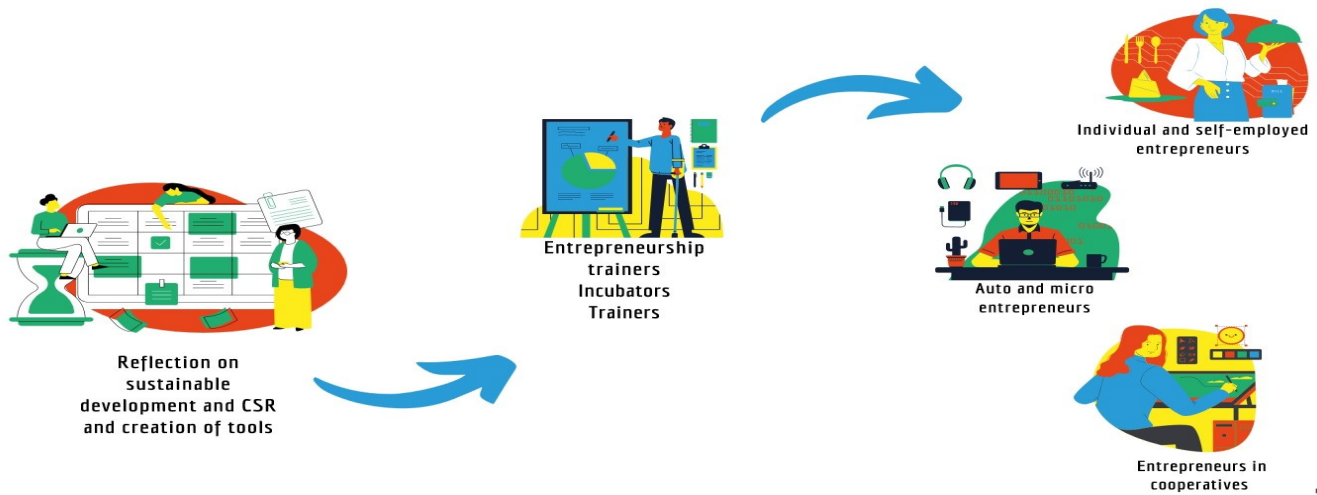 Reflection on
sustainable
development and CSR
and creation of tools
Entrepreneurship
trainers
Incubators
Trainers
Individual and self-employed
entrepreneurs
Auto and micro
entrepreneurs
Entrepreneurs in
cooperatives